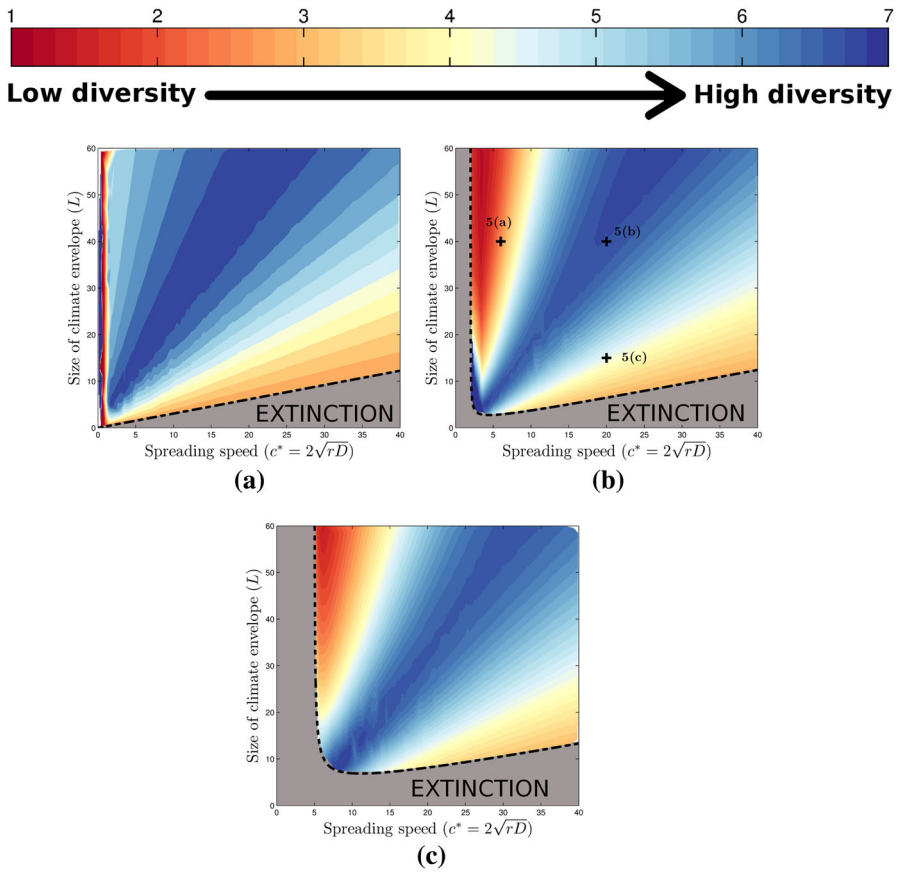 1 2 3 4 5 6 7
Low diversity High diversity
60
50
40
30
20
10
0
Size of climate envelope (L)
EXTINCTION
0 5 10 15 20 25 30 35 40
Spreading speed (c* = 2√rD)
(a)
60
50
40
30
20
10
0
Size of climate envelope (L)
5(a)
5(b)
5(c)
EXTINCTION
0 5 10 15 20 25 30 35 40
Spreading speed (c* = 2√rD)
(b)
60
50
40
30
20
10
0
Size of climate envelope (L)
EXTINCTION
0 5 10 15 20 25 30 35 40
Spreading speed (c* = 2√rD)
(c)